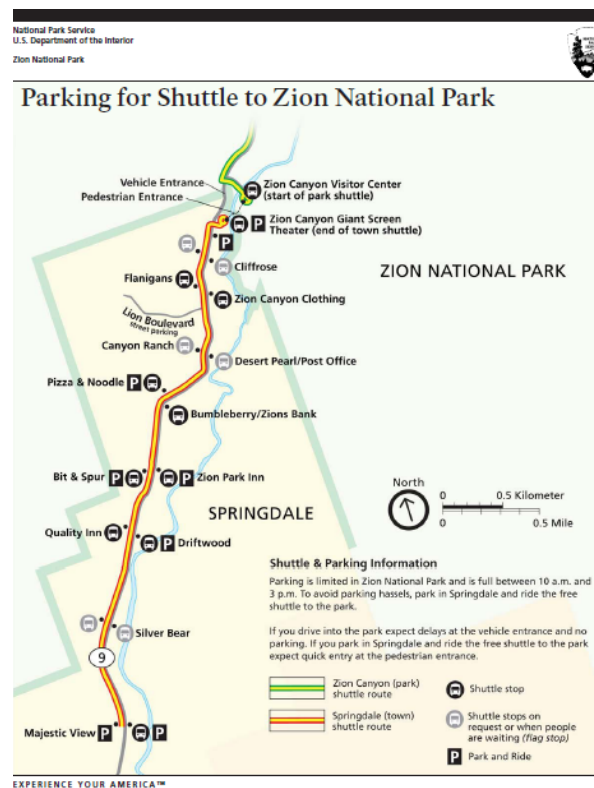 National Park Service
U.S. Department of the Interior
Zion National Park
Parking for Shuttle to Zion National Park
Vehicle Entrance
Pedestrian Entrance
Zion Canyon Visitor Center
(start of park shuttle)
P Zion Canyon Giant Screen
Theater (end of town shuttle)
P
Cliffrose
Flanigans
Zion Canyon Clothing
Lion Boulevard
street parking
Canyon Ranch
Desert Pearl/Post Office
Pizza & Noodle P
Bumbleberry/Zions Bank
Bit & Spur P
P Zion Park Inn
SPRINGDALE
ZION NATIONAL PARK
North
0 0.5 Kilometer
0 0.5 Mile
Quality Inn
P Driftwood
Silver Bear
9
Majestic View P
P
Shuttle & Parking Information
Parking is limited in Zion National Park and is full between 10 a.m. and
3 p.m. To avoid parking hassels, park in Springdale and ride the free
shuttle to the park.
If you drive into the park expect delays at the vehicle entrance and no
parking. If you park in Springdale and ride the free shuttle to the park
expect quick entry at the pedestrian entrance.
Zion Canyon (park)
shuttle route
Shuttle stop
Springdale (town)
shuttle route
Shuttle stops on
request or when people
are waiting (flag stop)
P Park and Ride
EXPERIENCE YOUR AMERICA™